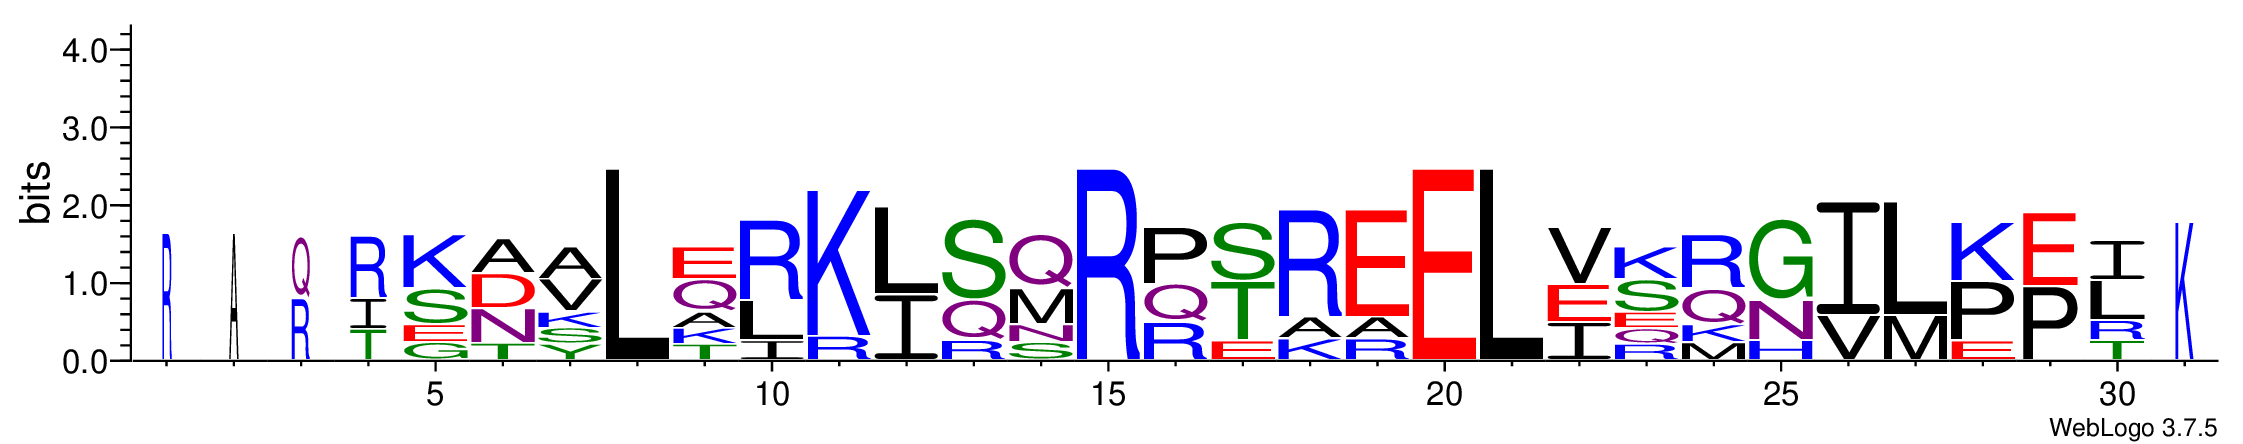 4.0
3.0
2.0
1.0
0.0
bits
R
A
Q R
R I T
K S E G
A D N T
A V K S Y
L
E Q A K T
R L I
K R
L I
S Q R
Q M N S
R
P Q R
S T E
R A K
E A R
E
L
V E I
K S E Q R
R Q K M
G N H
I V
L M
K P E
E P
I L R T
K
5 10 15 20 25 30
WebLogo 3.7.5